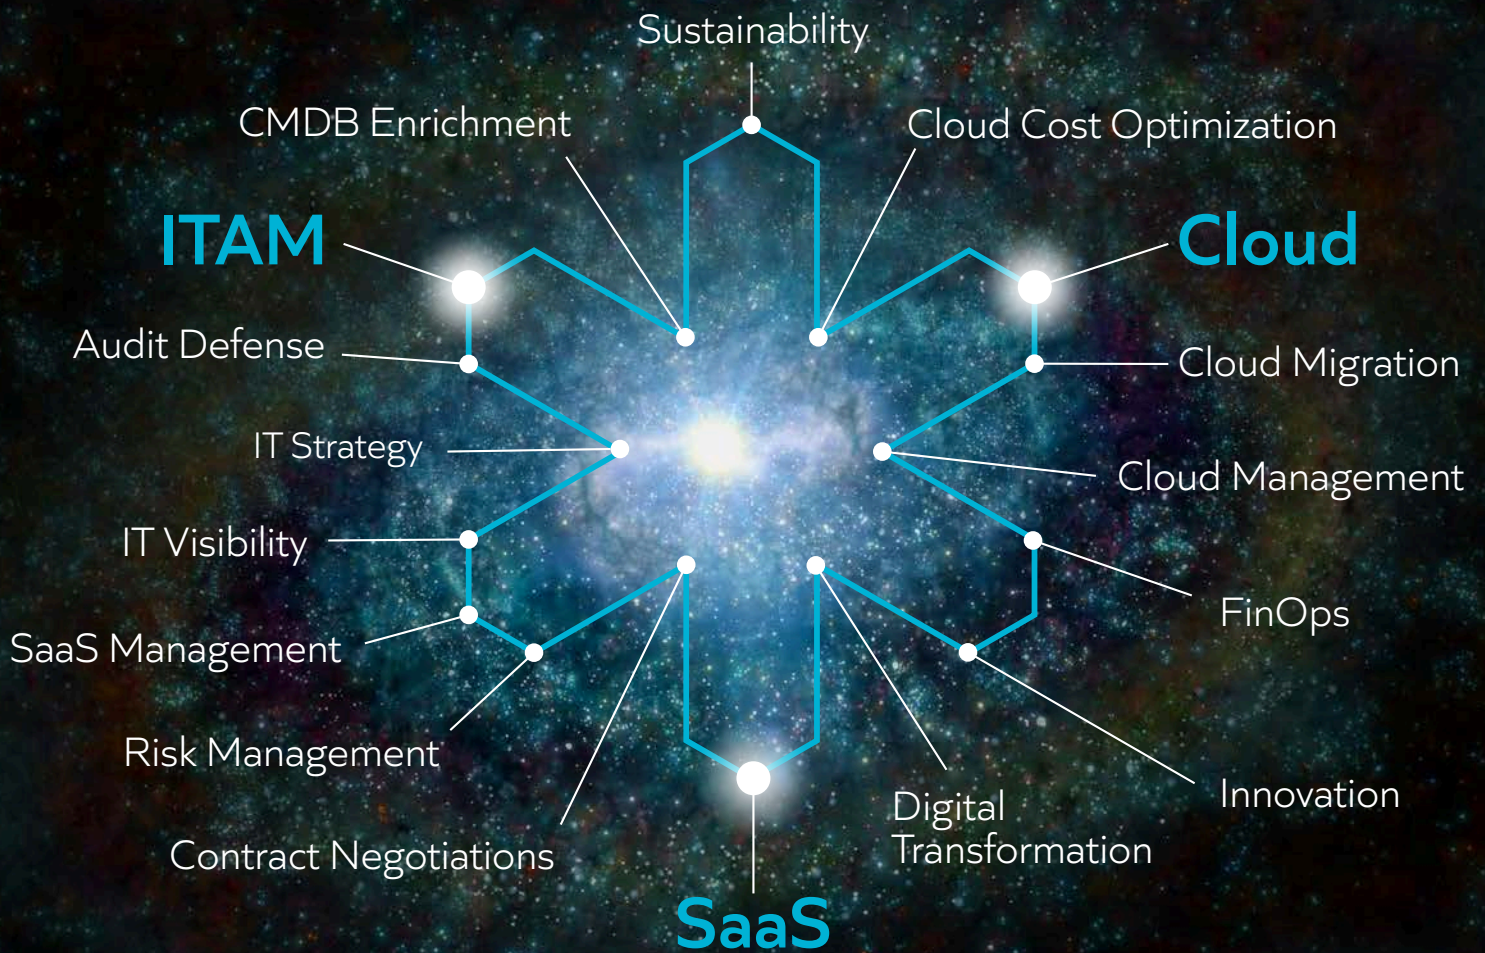 Sustainability
CMDB Enrichment
Cloud Cost Optimization
ITAM
Cloud
Audit Defense
Cloud Migration
IT Strategy
Cloud Management
IT Visibility
FinOps
SaaS Management
Risk Management
Innovation
Digital
Transformation
Contract Negotiations
SaaS